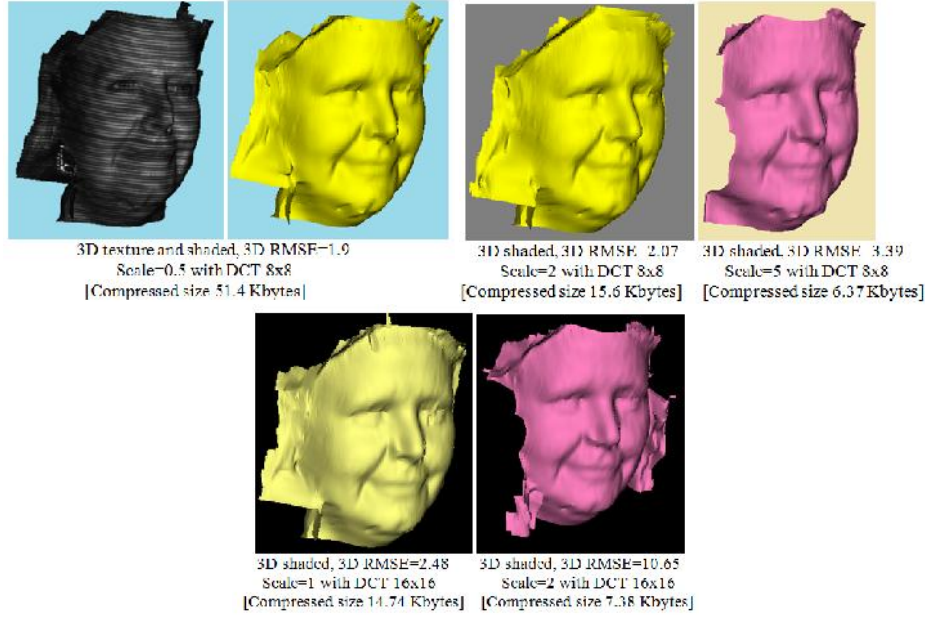 3D texture and shaded, 3D RMSE=1.9
Scale=0.5 with DCT 8x8
[Compressed size 51.4 Kbytes]
3D shaded, 3D RMSE=2.07
Scale=2 with DCT 8x8
[Compressed size 15.6 Kbytes]
3D shaded, 3D RMSE=3.39
Scale=5 with DCT 8x8
[Compressed size 6.37 Kbytes]
3D shaded, 3D RMSE=2.48
Scale=1 with DCT 16x16
[Compressed size 14.74 Kbytes]
3D shaded, 3D RMSE=10.65
Scale=2 with DCT 16x16
[Compressed size 7.38 Kbytes]